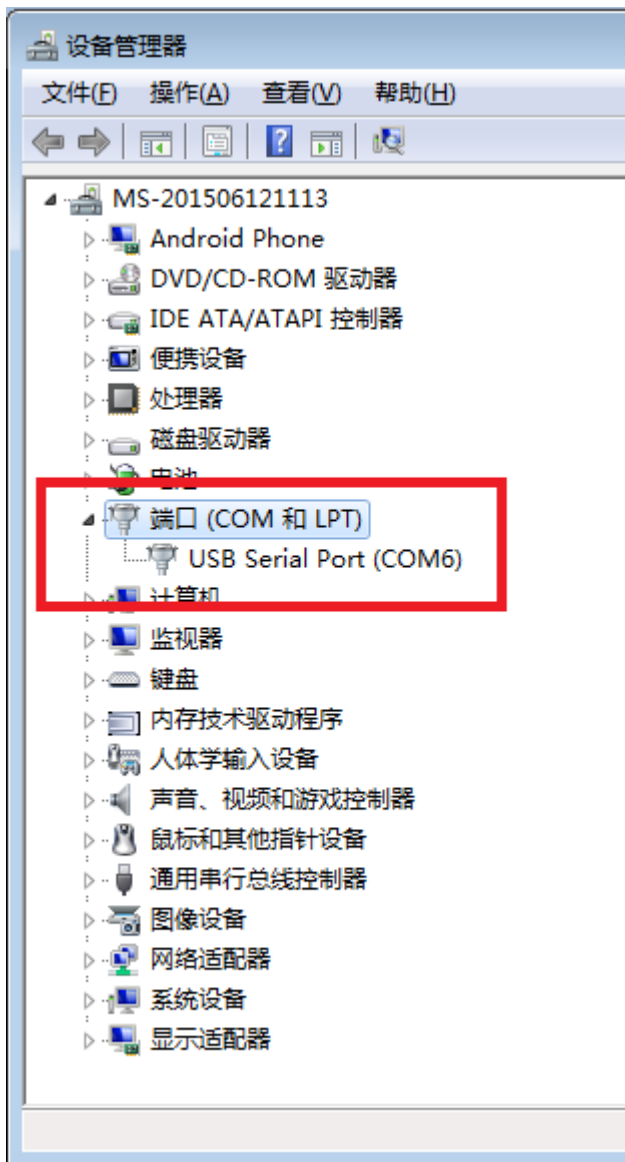 设备管理器
文件(F) 操作(A) 查看(V) 帮助(H)
MS-201506121113
Android Phone
DVD/CD-ROM 驱动器
IDE ATA/ATAPI 控制器
便携设备
处理器
磁盘驱动器
电池
端口 (COM 和 LPT)
USB Serial Port (COM6)
计算机
监视器
键盘
内存技术驱动程序
人体学输入设备
声音、视频和游戏控制器
鼠标和其他指针设备
通用串行总线控制器
图像设备
网络适配器
系统设备
显示适配器